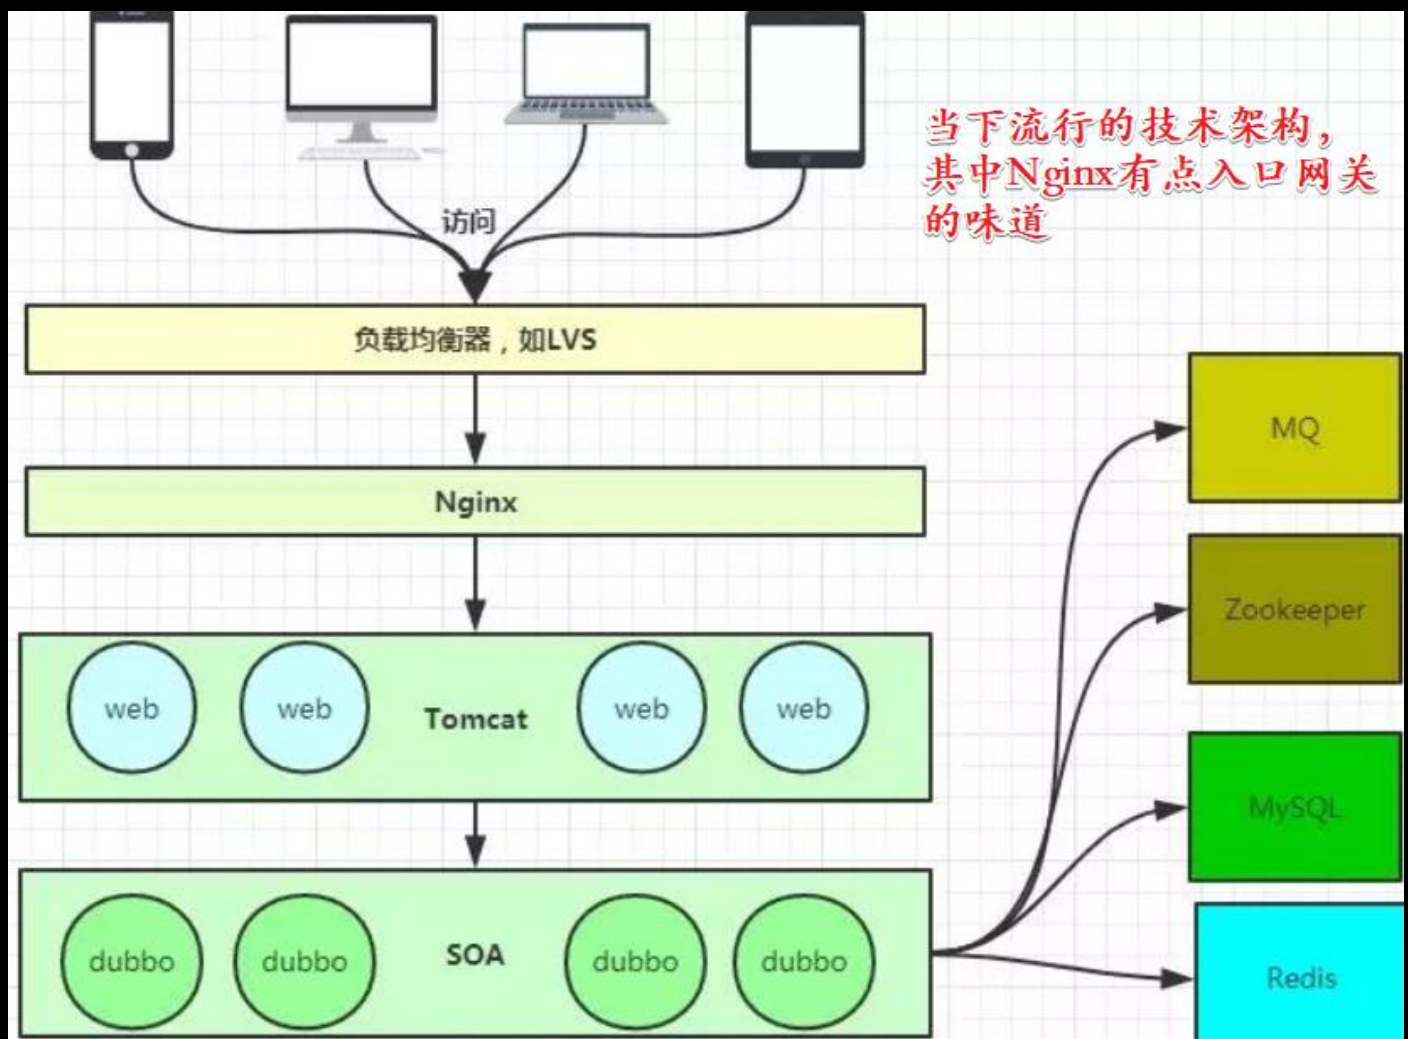 当下流行的技术架构，
其中Nginx有点入口网关
的味道
访问
负载均衡器，如LVS
Nginx
web
web
Tomcat
web
web
dubbo
dubbo
SOA
dubbo
dubbo
MQ
Zookeeper
MySQL
Redis